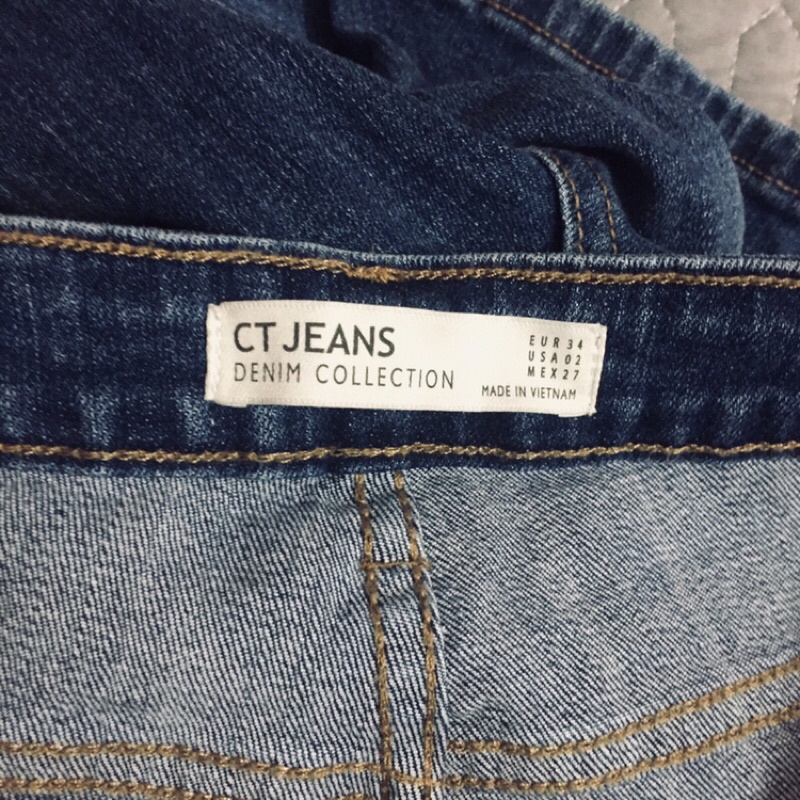 CT JEANS
DENIM COLLECTION
EUR 34
USA 02
MEX 27
MADE IN VIETNAM